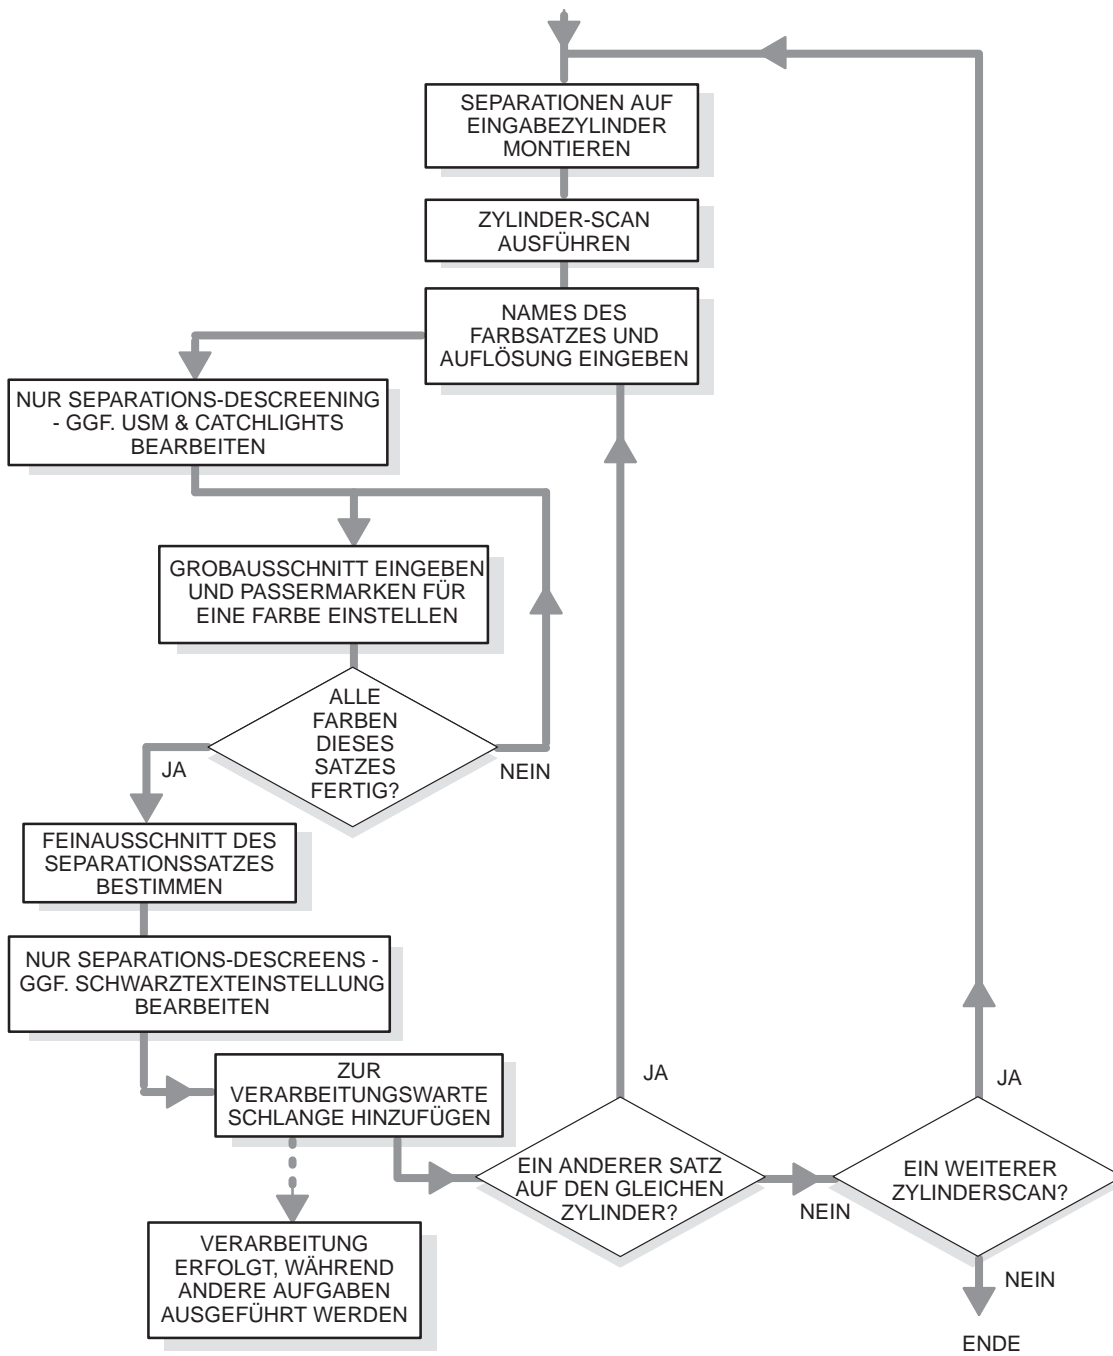 SEPARATIONEN AUF
EINGABEZYLINDER
MONTIEREN
ZYLINDER-SCAN
AUSFÜHREN
NAMES DES
FARBSATZES UND
AUFLÖSUNG EINGEBEN
NUR SEPARATIONS-DESCREENING
- GGF. USM & CATCHLIGHTS
BEARBEITEN
GROBAUSSCHNITT EINGEBEN
UND PASSERMARKEN FÜR
EINE FARBE EINSTELLEN
ALLE
FARBEN
DIESES
SATZES
FERTIG?
JA
NEIN
FEINAUSSCHNITT DES
SEPARATIONSSATZES
BESTIMMEN
NUR SEPARATIONS-DESCREENS -
GGF. SCHWARZTEXTEINSTELLUNG
BEARBEITEN
ZUR
VERARBEITUNGSWARTE
SCHLANGE HINZUFÜGEN
VERARBEITUNG
ERFOLGT, WÄHREND
ANDERE AUFGABEN
AUSGEFÜHRT WERDEN
JA
EIN ANDERER SATZ
AUF DEN GLEICHEN
ZYLINDER?
NEIN
JA
EIN WEITERER
ZYLINDERSCAN?
NEIN
ENDE